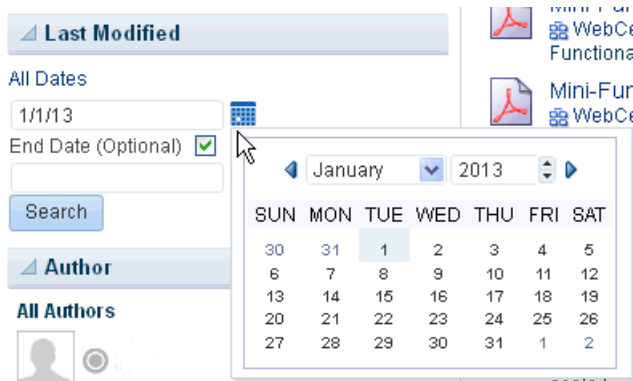 Last Modified
All Dates
1/1/13
End Date (Optional)
Search
Author
All Authors
WebCe
Functiona
Mini-Fur
WebCe
January 2013
SUN MON TUE WED THU FRI SAT
30 31 1 2 3 4 5
6 7 8 9 10 11 12
13 14 15 16 17 18 19
20 21 22 23 24 25 26
27 28 29 30 31 1 2